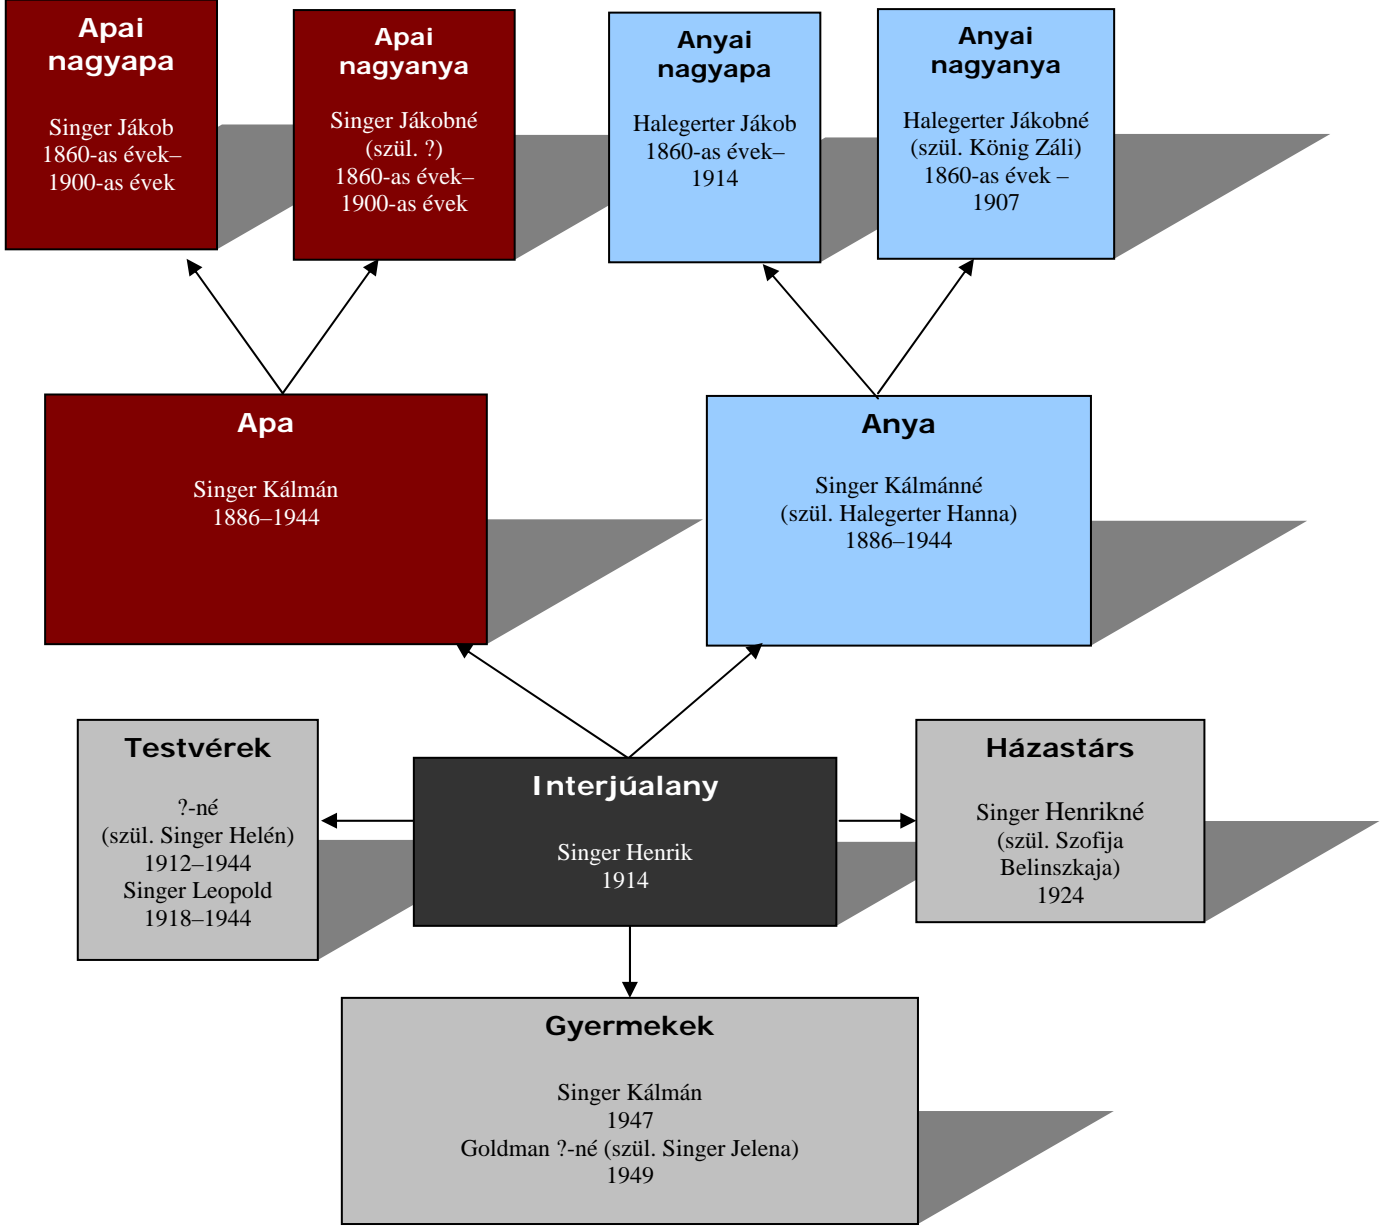 Apai
nagyapa
Singer Jákob
1860-as évek–
1900-as évek
Apai
nagyanya
Singer Jákobné
(szül. ?)
1860-as évek–
1900-as évek
Anyai
nagyapa
Halegerter Jákob
1860-as évek–
1914
Anyai
nagyanya
Halegerter Jákobné
(szül. König Záli)
1860-as évek –
1907
Apa
Singer Kálmán
1886–1944
Anya
Singer Kálmánné
(szül. Halegerter Hanna)
1886–1944
Testvérek
?-né
(szül. Singer Helén)
1912–1944
Singer Leopold
1918–1944
Interjúalany
Singer Henrik
1914
Házastárs
Singer Henrikné
(szül. Szofija
Belinszkaja)
1924
Gyermekek
Singer Kálmán
1947
Goldman ?-né (szül. Singer Jelena)
1949